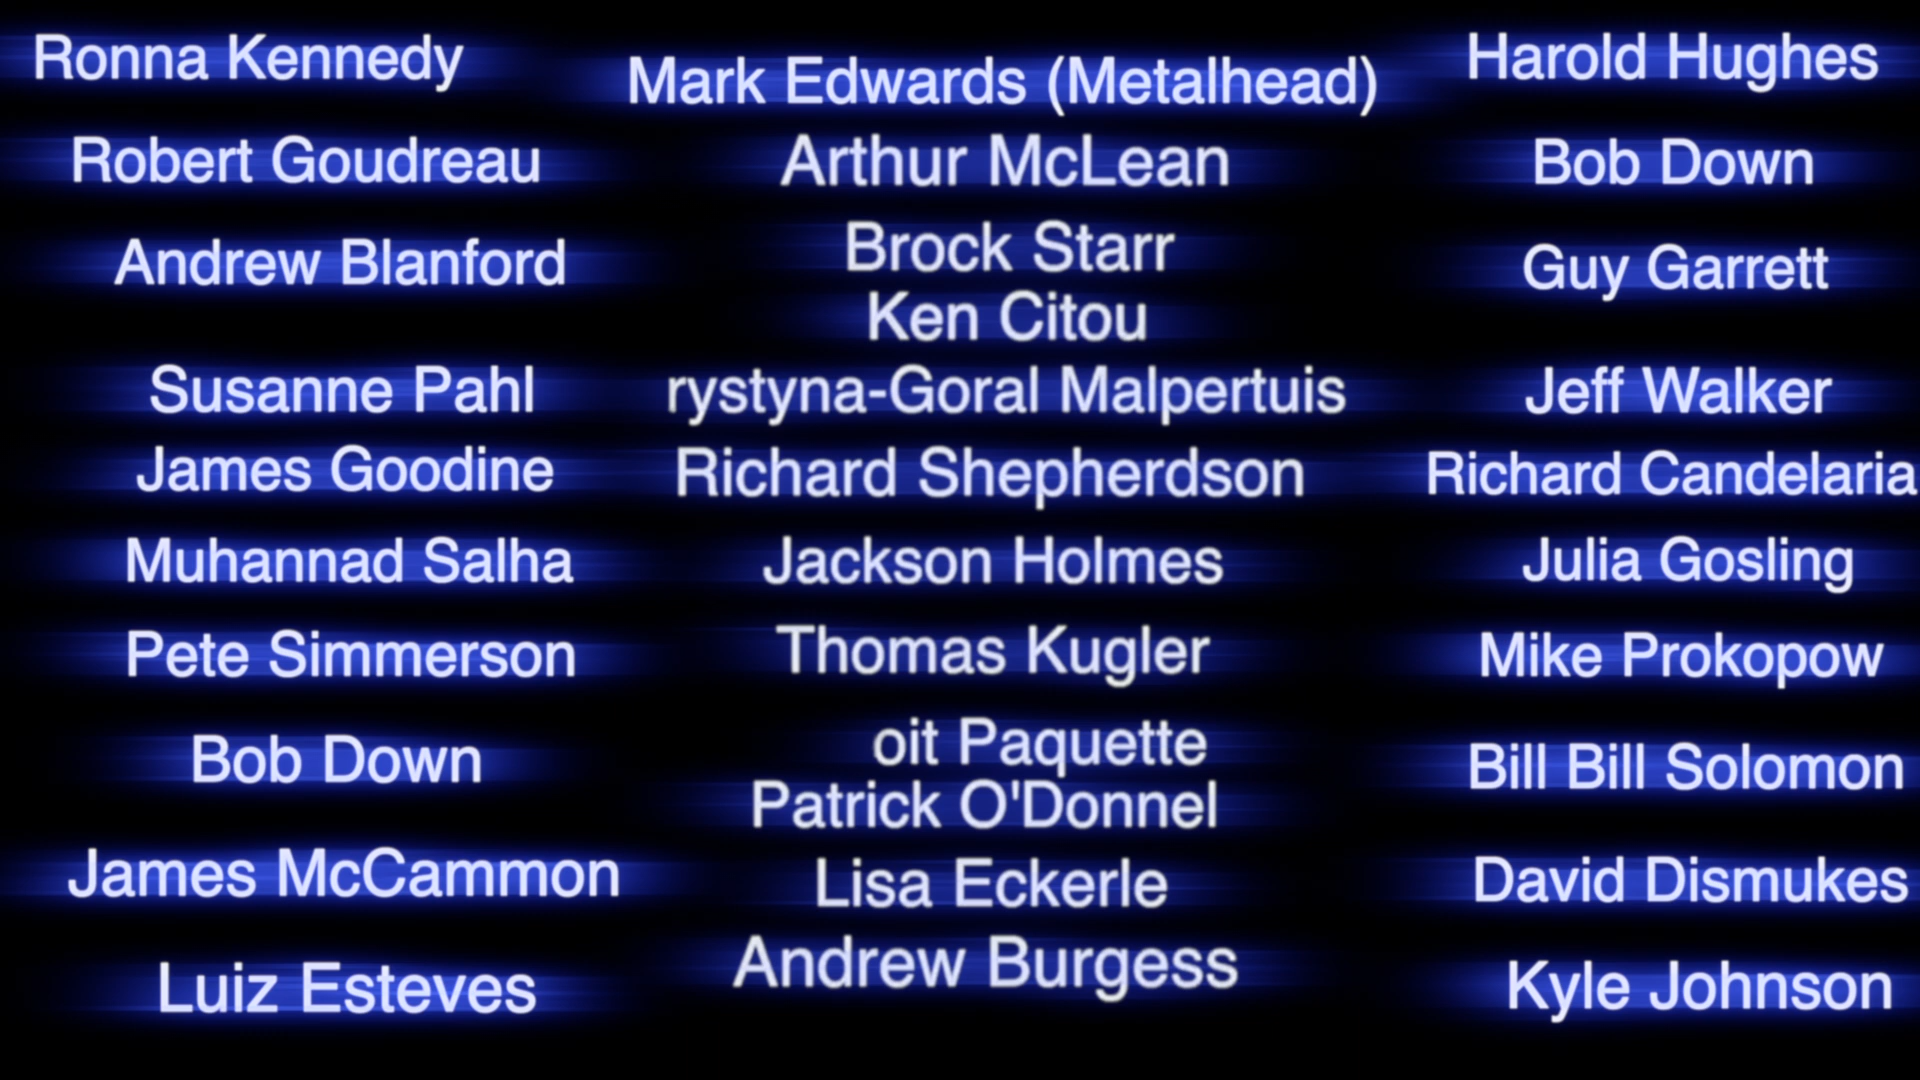 Ronna Kennedy
Robert Goudreau
Andrew Blanford
Susanne Pahl
James Goodine
Muhannad Salha
Pete Simmerson
Bob Down
James McCammon
Luiz Esteves
Mark Edwards (Metalhead)
Arthur McLean
Brock Starr
Ken Citou
rystyna-Goral Malpertuis
Richard Shepherdson
Jackson Holmes
Thomas Kugler
oit Paquette
Patrick O'Donnel
Lisa Eckerle
Andrew Burgess
Harold Hughes
Bob Down
Guy Garrett
Jeff Walker
Richard Candelaria
Julia Gosling
Mike Prokopow
Bill Bill Solomon
David Dismukes
Kyle Johnson